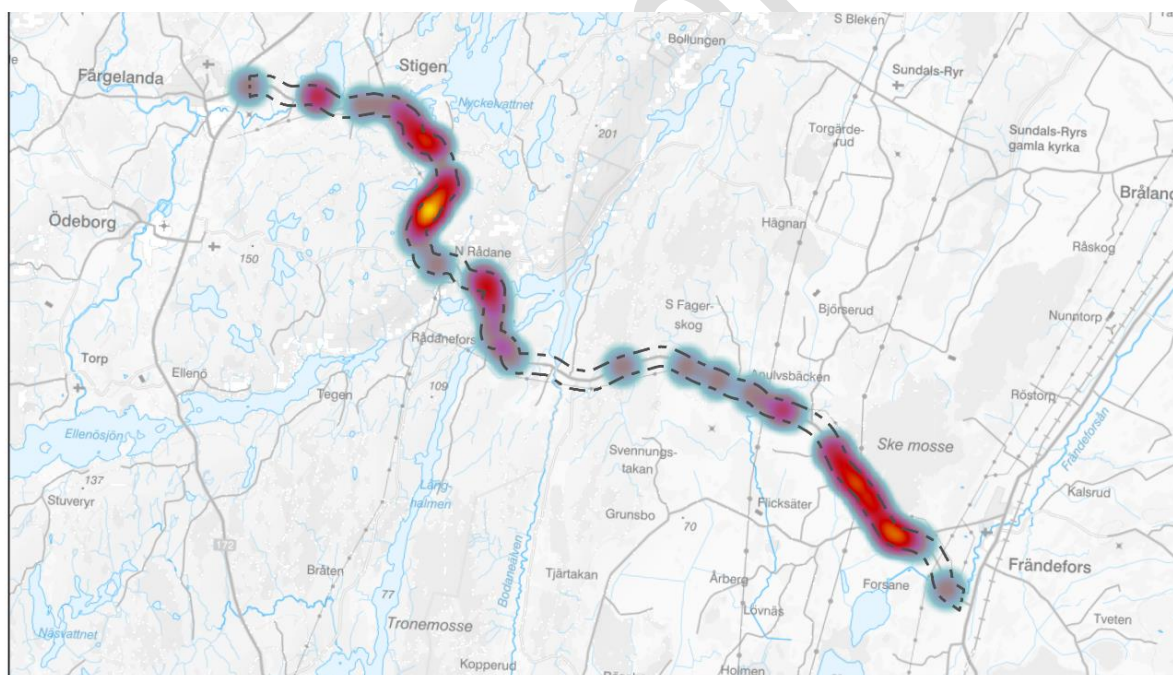 S Bleken
Bollungen
Stigen
Färgelanda
Sundals-Ryr
Nyckelvattnet
201
Torgärde-
rud
Sundals-Ryrs
gamla kyrka
Bråland
Ödeborg
Hägnan
Råskog
N Rådane
150
S Fager-
skog
Björserud
Nunntorp
Rådanefors
Torp
Ellenö
109
Anulvsbäcken
Tegen
Röstorp
Ellenösjön
Ske mosse
Frändeforsån
Svennungs-
takan
137
Stuveryr
Lång-
halmen
Kalsrud
Flicksäter
Grunsbo
70
172
Frändefors
Bråten
Tjärtakan
Årberg
Forsane
77
Bodaneälven
Lövnäs
Tveten
Näsvattnet
Tronemosse
Kopperud
Holmen
82